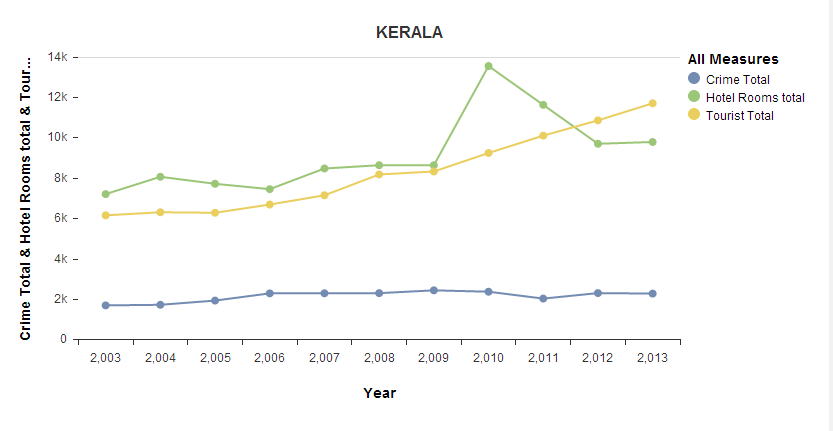 KERALA
Crime Total & Hotel Rooms total & Tour...
14k
12k
10k
8k
6k
4k
2k
0
2,003 2,004 2,005 2,006 2,007 2,008 2,009 2,010 2,011 2,012 2,013
Year
All Measures
Crime Total
Hotel Rooms total
Tourist Total